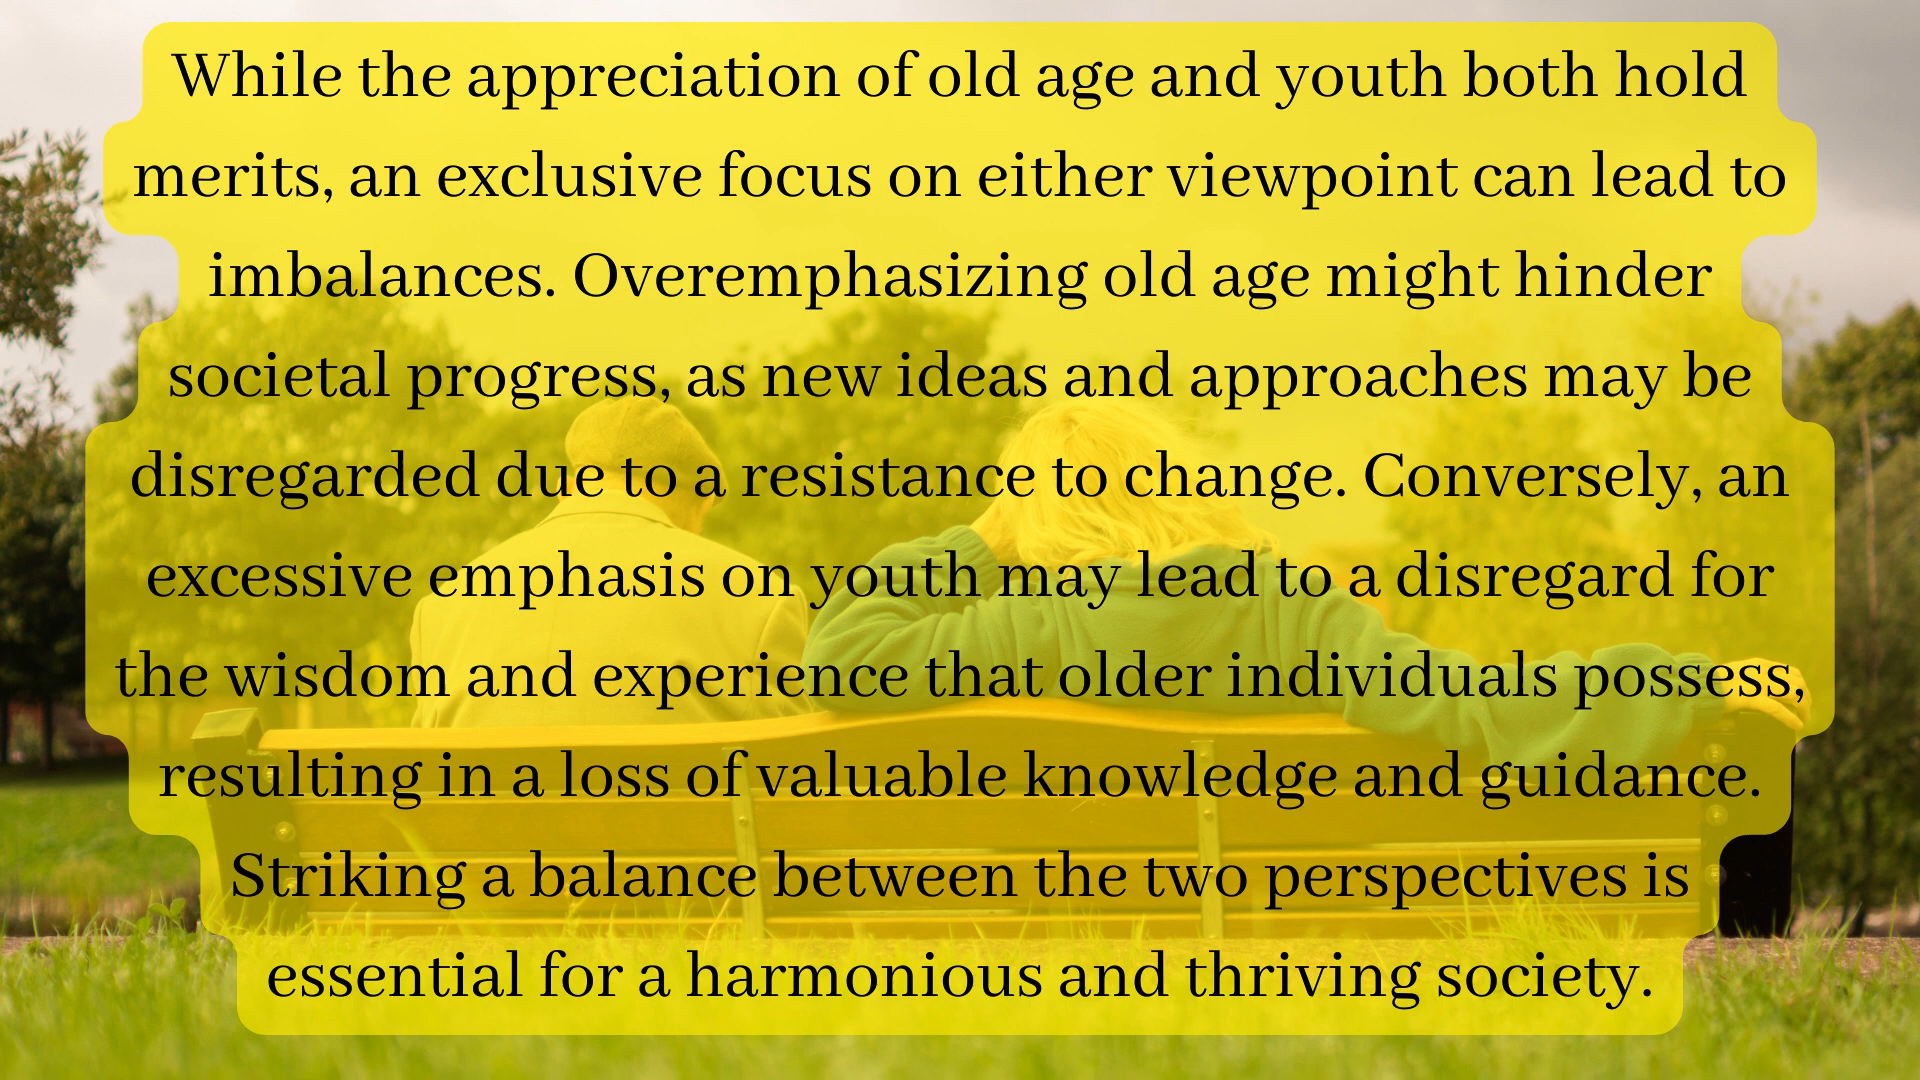 While the appreciation of old age and youth both hold
merits, an exclusive focus on either viewpoint can lead to
imbalances. Overemphasizing old age might hinder
societal progress, as new ideas and approaches may be
disregarded due to a resistance to change. Conversely, an
excessive emphasis on youth may lead to a disregard for
the wisdom and experience that older individuals possess,
resulting in a loss of valuable knowledge and guidance.
Striking a balance between the two perspectives is
essential for a harmonious and thriving society.